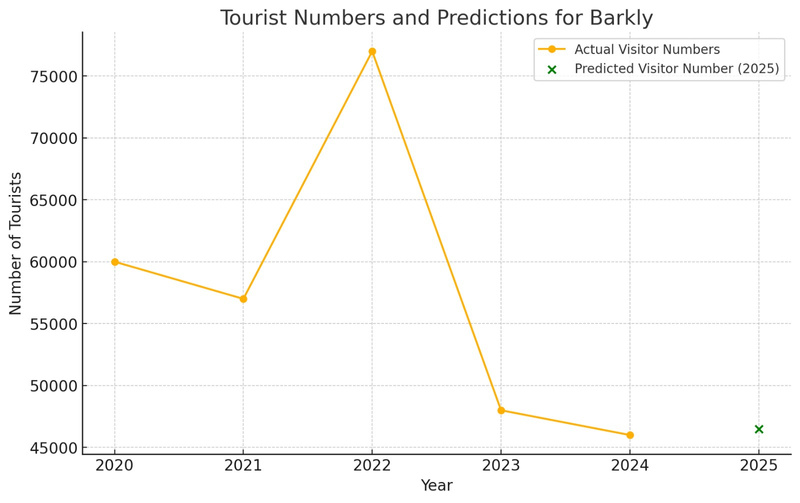 Tourist Numbers and Predictions for Barkly
Actual Visitor Numbers
Predicted Visitor Number (2025)
Number of Tourists
75000
70000
65000
60000
55000
50000
45000
2020 2021 2022 2023 2024 2025
Year